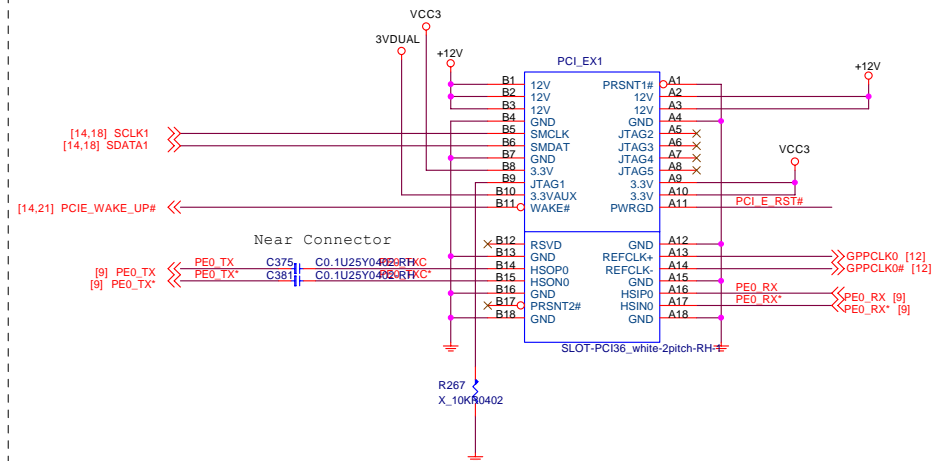 VCC3
3VDUAL
+12V
PCI_EX1
+12V
B1 12V PRSNT1# A1
B2 12V 12V A2
B3 12V 12V A3
B4 GND GND A4
[14,18] SCLK1 B5 SMCLK JTAG2 A5
[14,18] SDATA1 B6 SMDAT JTAG3 A6
B7 GND JTAG4 A7
VCC3
B8 3.3V JTAG5 A8
B9 JTAG1 3.3V A9
B10 3.3VAUX 3.3V A10
[14,21] PCIE_WAKE_UP# B11 WAKE# PWRGD A11 PCI_E_RST#
Near Connector
B12 RSVD GND A12
B13 GND REFCLK+ A13 GPPCLK0 [12]
[9] PE0_TX PE0_TX C375 C0.1U25Y0402-RH PE0_TXC B14 HSOP0 REFCLK- A14 GPPCLK0# [12]
[9] PE0_TX* PE0_TX* C381 C0.1U25Y0402-RH PE0_TXC* B15 HSON0 GND A15
B16 GND HSIP0 A16 PE0_RX PE0_RX [9]
B17 PRSNT2# HSIN0 A17 PE0_RX* PE0_RX* [9]
B18 GND GND A18
SLOT-PCI36_white-2pitch-RH-1
R267
X_10KR0402